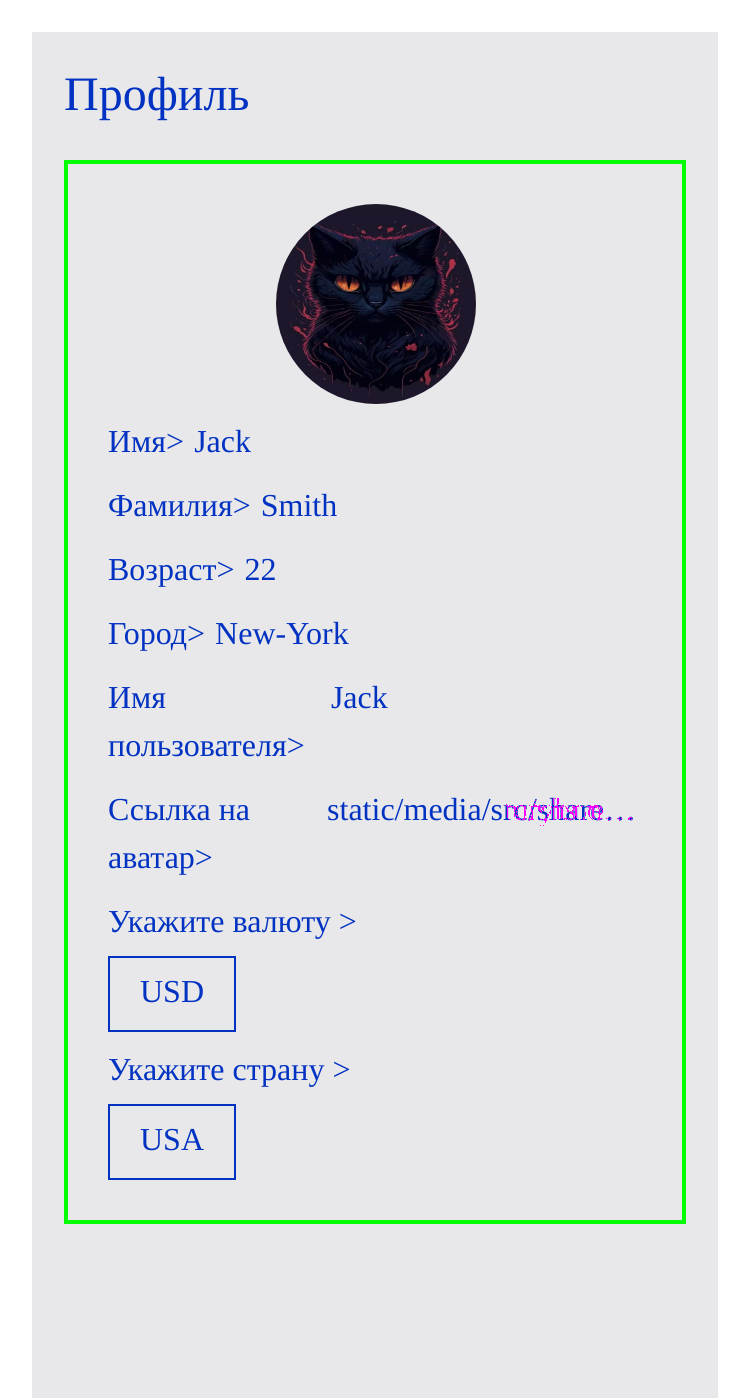 Профиль
Имя> Jack
Фамилия> Smith
Возраст> 22
Город> New-York
Имя пользователя> Jack
Ссылка на аватар> static/media/src/share…
Укажите валюту >
USD
Укажите страну >
USA